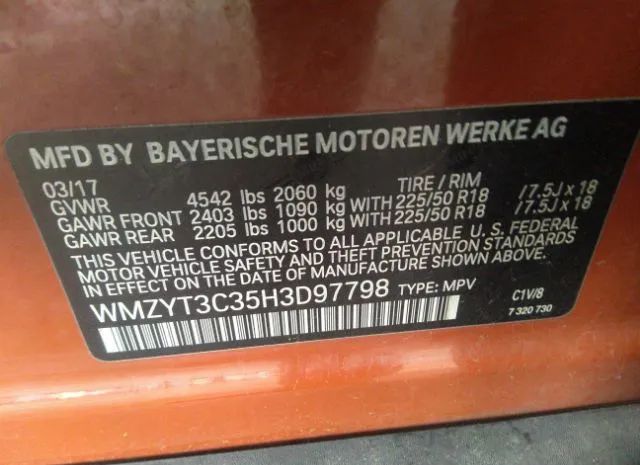 MFD BY BAYERISCHE MOTOREN WERKE AG
03/17 TIRE / RIM
GVWR 4542 lbs 2060 kg
GAWR FRONT 2403 lbs 1090 kg WITH 225/50 R18 /7.5J x 18
GAWR REAR 2205 lbs 1000 kg WITH 225/50 R18 /7.5J x 18
THIS VEHICLE CONFORMS TO ALL APPLICABLE U. S. FEDERAL
MOTOR VEHICLE SAFETY AND THEFT PREVENTION STANDARDS
IN EFFECT ON THE DATE OF MANUFACTURE SHOWN ABOVE.
WMZYT3C35H3D97798 TYPE: MPV C1V/8
7 320 730